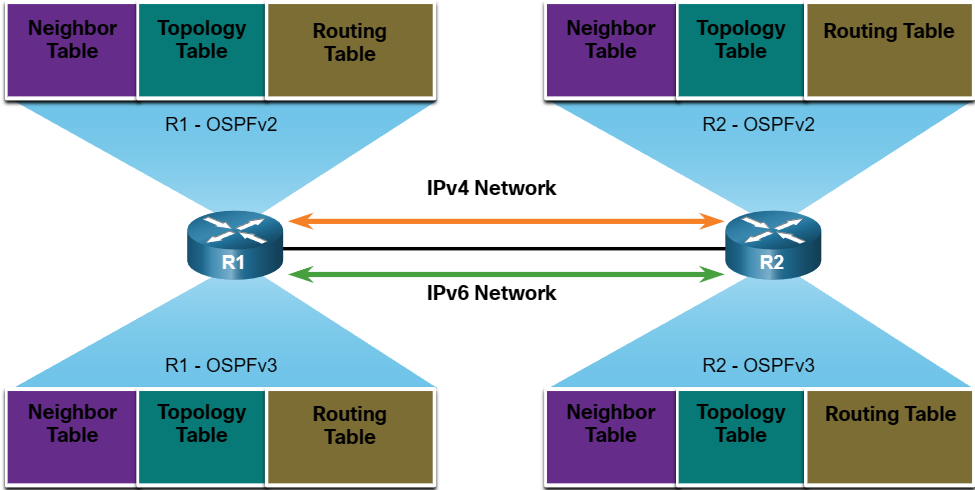 Neighbor
Table
Topology
Table
Routing
Table
Neighbor
Table
Topology
Table
Routing Table
R1 - OSPFv2
R2 - OSPFv2
IPv4 Network
R1
R2
IPv6 Network
R1 - OSPFv3
R2 - OSPFv3
Neighbor
Table
Topology
Table
Routing
Table
Neighbor
Table
Topology
Table
Routing Table